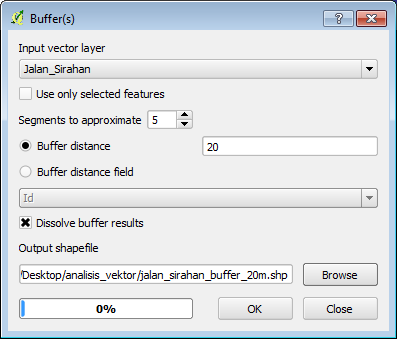 Buffer(s)
Input vector layer
Jalan_Sirahan
Use only selected features
Segments to approximate 5
Buffer distance 20
Buffer distance field
Id
Dissolve buffer results
Output shapefile
/Desktop/analisis_vektor/jalan_sirahan_buffer_20m.shp Browse
0% OK Close